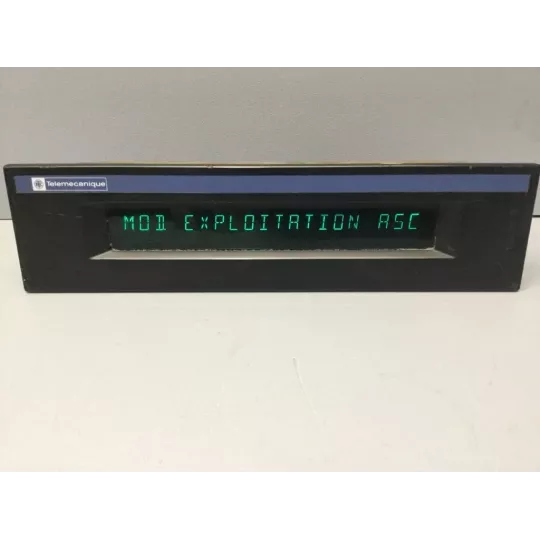 Telemecanique
MOD EXPLOITATION ASC